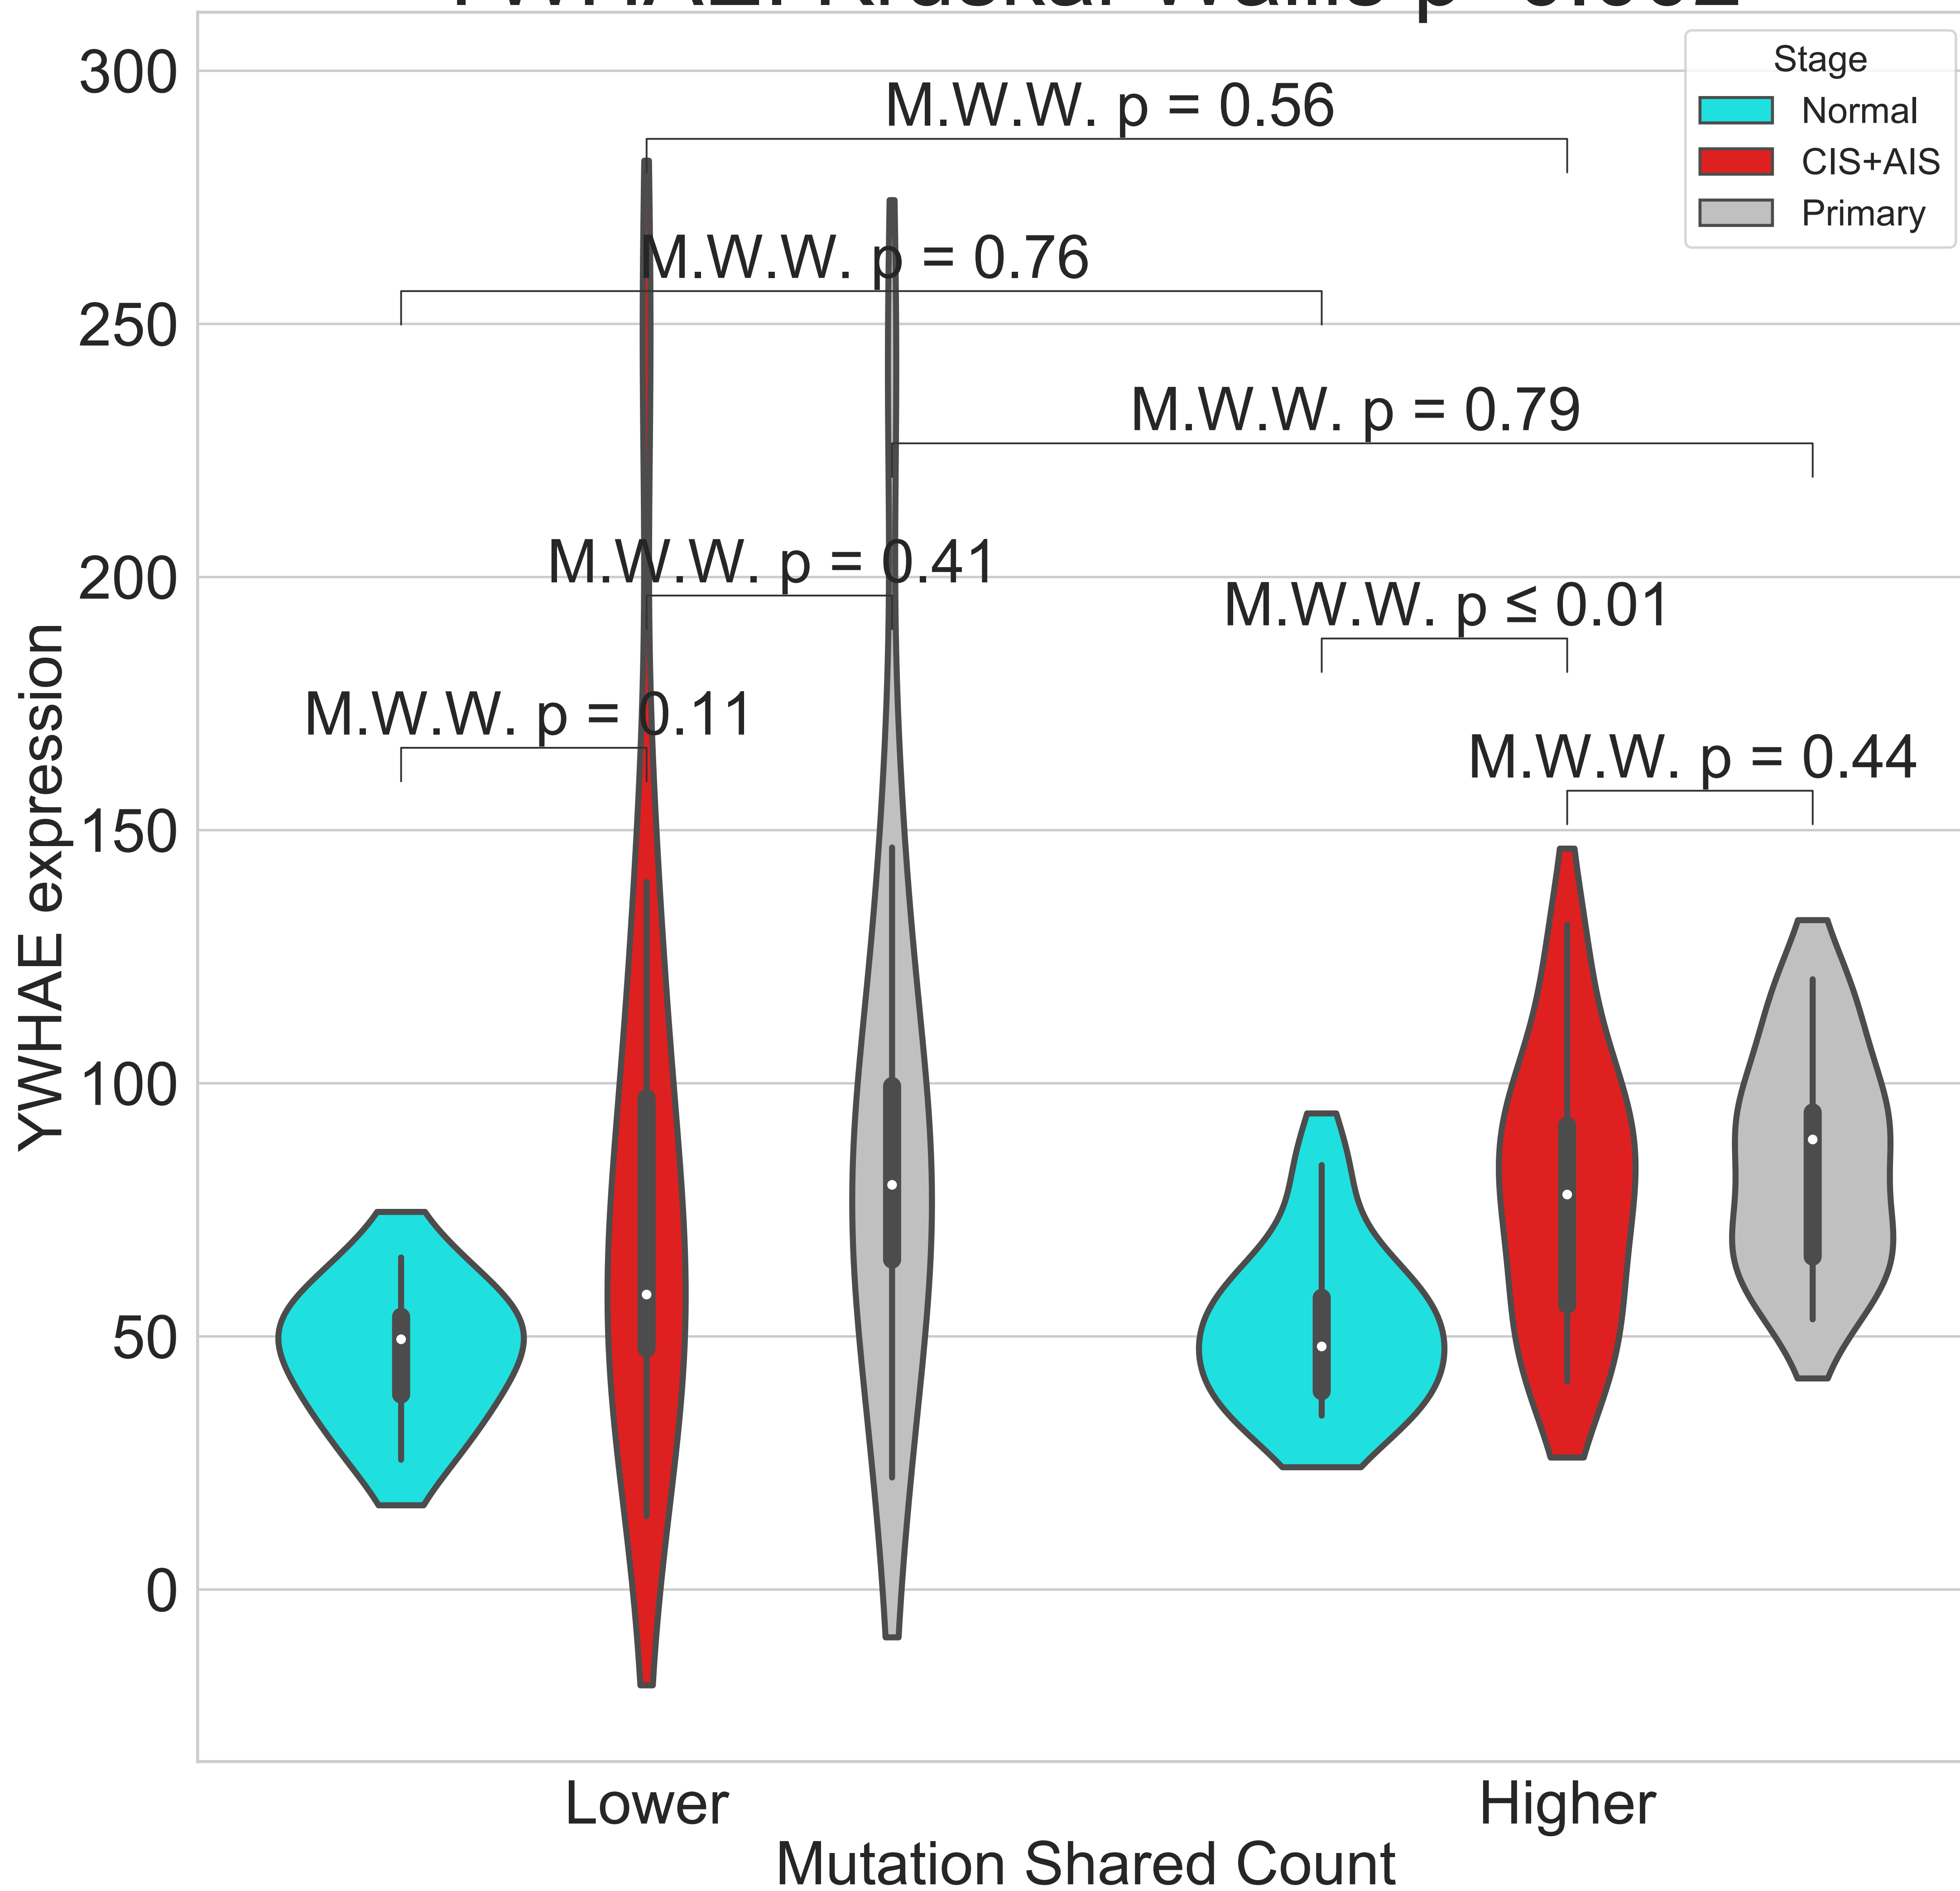 300
250
200
150
100
50
0
YWHAE expression
Stage
Normal
CIS+AIS
Primary
M.W.W. p = 0.56
M.W.W. p = 0.76
M.W.W. p = 0.79
M.W.W. p = 0.41
M.W.W. p ≤ 0.01
M.W.W. p = 0.11
M.W.W. p = 0.44
Lower
Higher
Mutation Shared Count